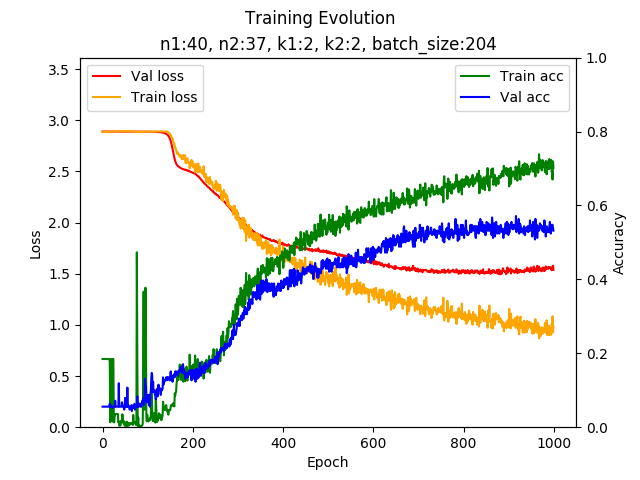 Training Evolution
n1:40, n2:37, k1:2, k2:2, batch_size:204
Val loss
Train loss
Train acc
Val acc
3.5
3.0
2.5
2.0
1.5
1.0
0.5
0.0
Loss
1.0
0.8
0.6
0.4
0.2
0.0
Accuracy
0
200
400
600
800
1000
Epoch